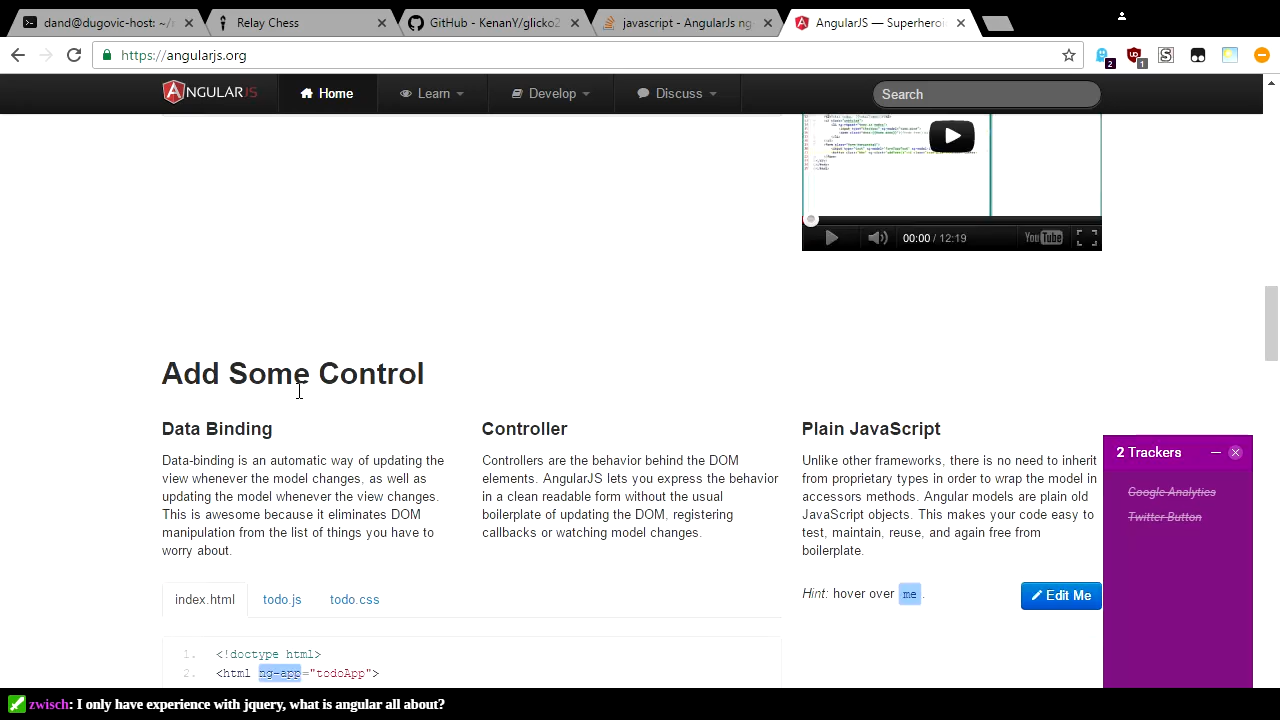 dand@dugovic-host: ~/r
Relay Chess
GitHub - KenanY/glicko2
javascript - AngularJs ng-
AngularJS — Superheroi
https://angularjs.org
2
1
ANGULARJS
Home
Learn
Develop
Discuss
Search
00:00 / 12:19
YouTube
Add Some Control
Data Binding
Data-binding is an automatic way of updating the
view whenever the model changes, as well as
updating the model whenever the view changes.
This is awesome because it eliminates DOM
manipulation from the list of things you have to
worry about.
Controller
Controllers are the behavior behind the DOM
elements. AngularJS lets you express the behavior
in a clean readable form without the usual
boilerplate of updating the DOM, registering
callbacks or watching model changes.
Plain JavaScript
Unlike other frameworks, there is no need to inherit
from proprietary types in order to wrap the model in
accessors methods. Angular models are plain old
JavaScript objects. This makes your code easy to
test, maintain, reuse, and again free from
boilerplate.
Hint: hover over me.
Edit Me
2 Trackers
Google Analytics
Twitter Button
index.html
todo.js
todo.css
1. <!doctype html>
2. <html ng-app="todoApp">
zwisch: I only have experience with jquery, what is angular all about?